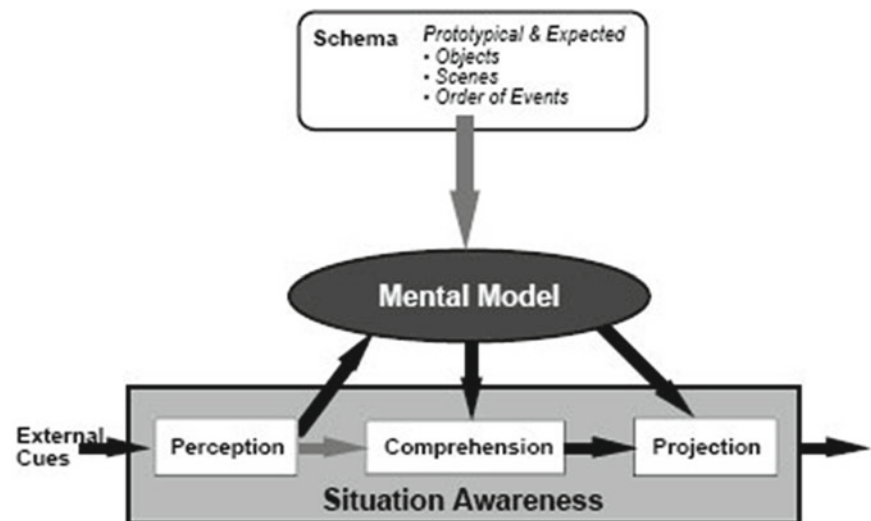 Schema Prototypical & Expected
• Objects
• Scenes
• Order of Events
Mental Model
External
Cues
Perception
Comprehension
Projection
Situation Awareness